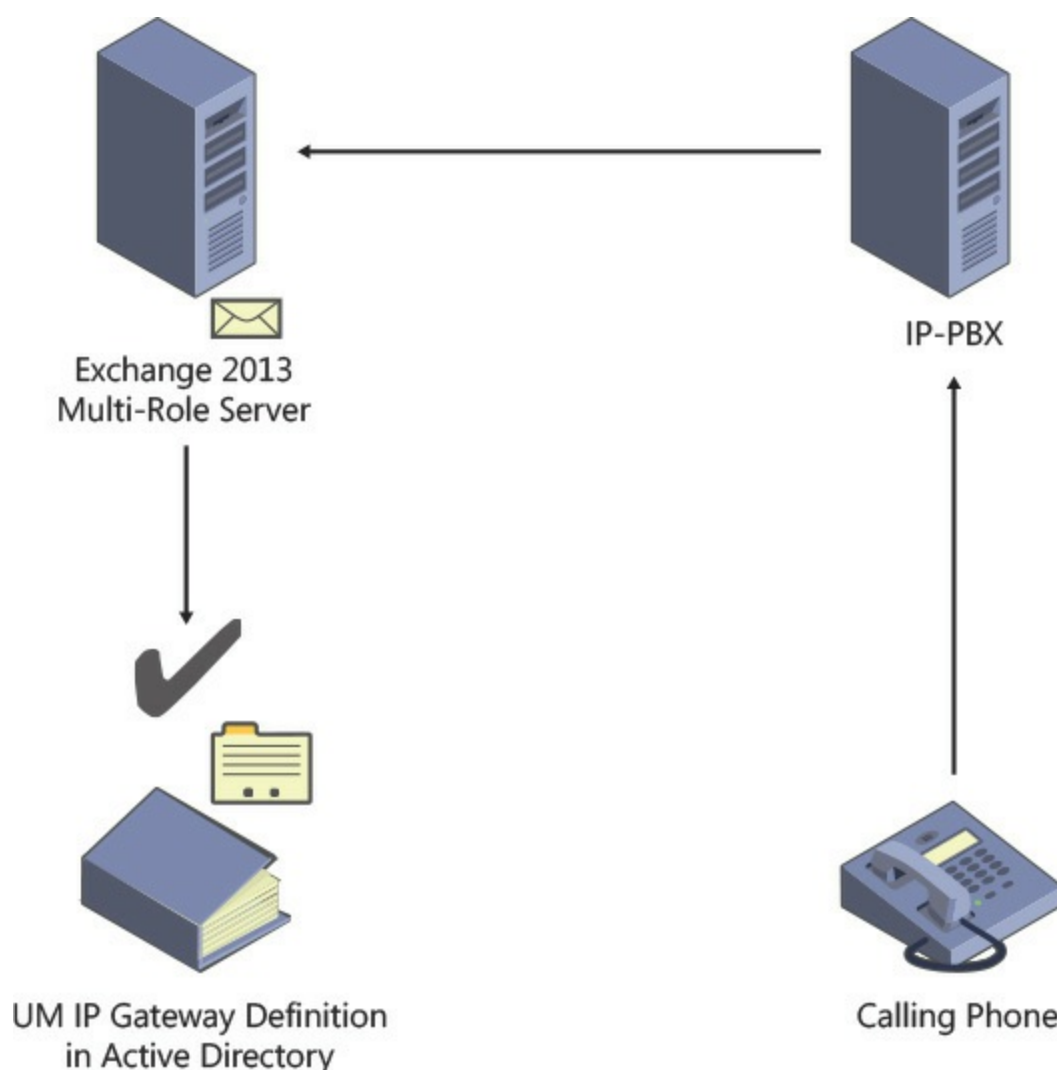 Exchange 2013
Multi-Role Server
IP-PBX
UM IP Gateway Definition
in Active Directory
Calling Phone